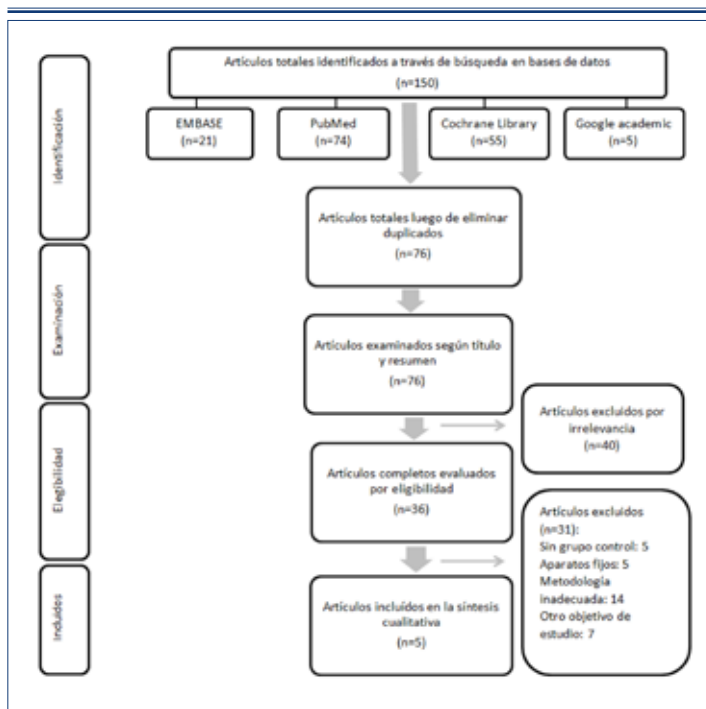 Identificación
Artículos totales identificados a través de búsqueda en bases de datos
(n=150)
EMBASE
(n=21)
PubMed
(n=74)
Cochrane Library
(n=55)
Google academic
(n=5)
Artículos totales luego de eliminar
duplicados
(n=76)
Examinación
Artículos examinados según título
y resumen
(n=76)
Artículos excluídos por
irrelevancia
(n=40)
Elegibilidad
Artículos completos evaluados
por eligibilidad
(n=36)
Artículos excluídos
(n=31):
Sin grupo control: 5
Aparatos fijos: 5
Metodología
inadecuada: 14
Otro objetivo de
estudio: 7
Incluidos
Artículos incluídos en la síntesis
cualitativa
(n=5)